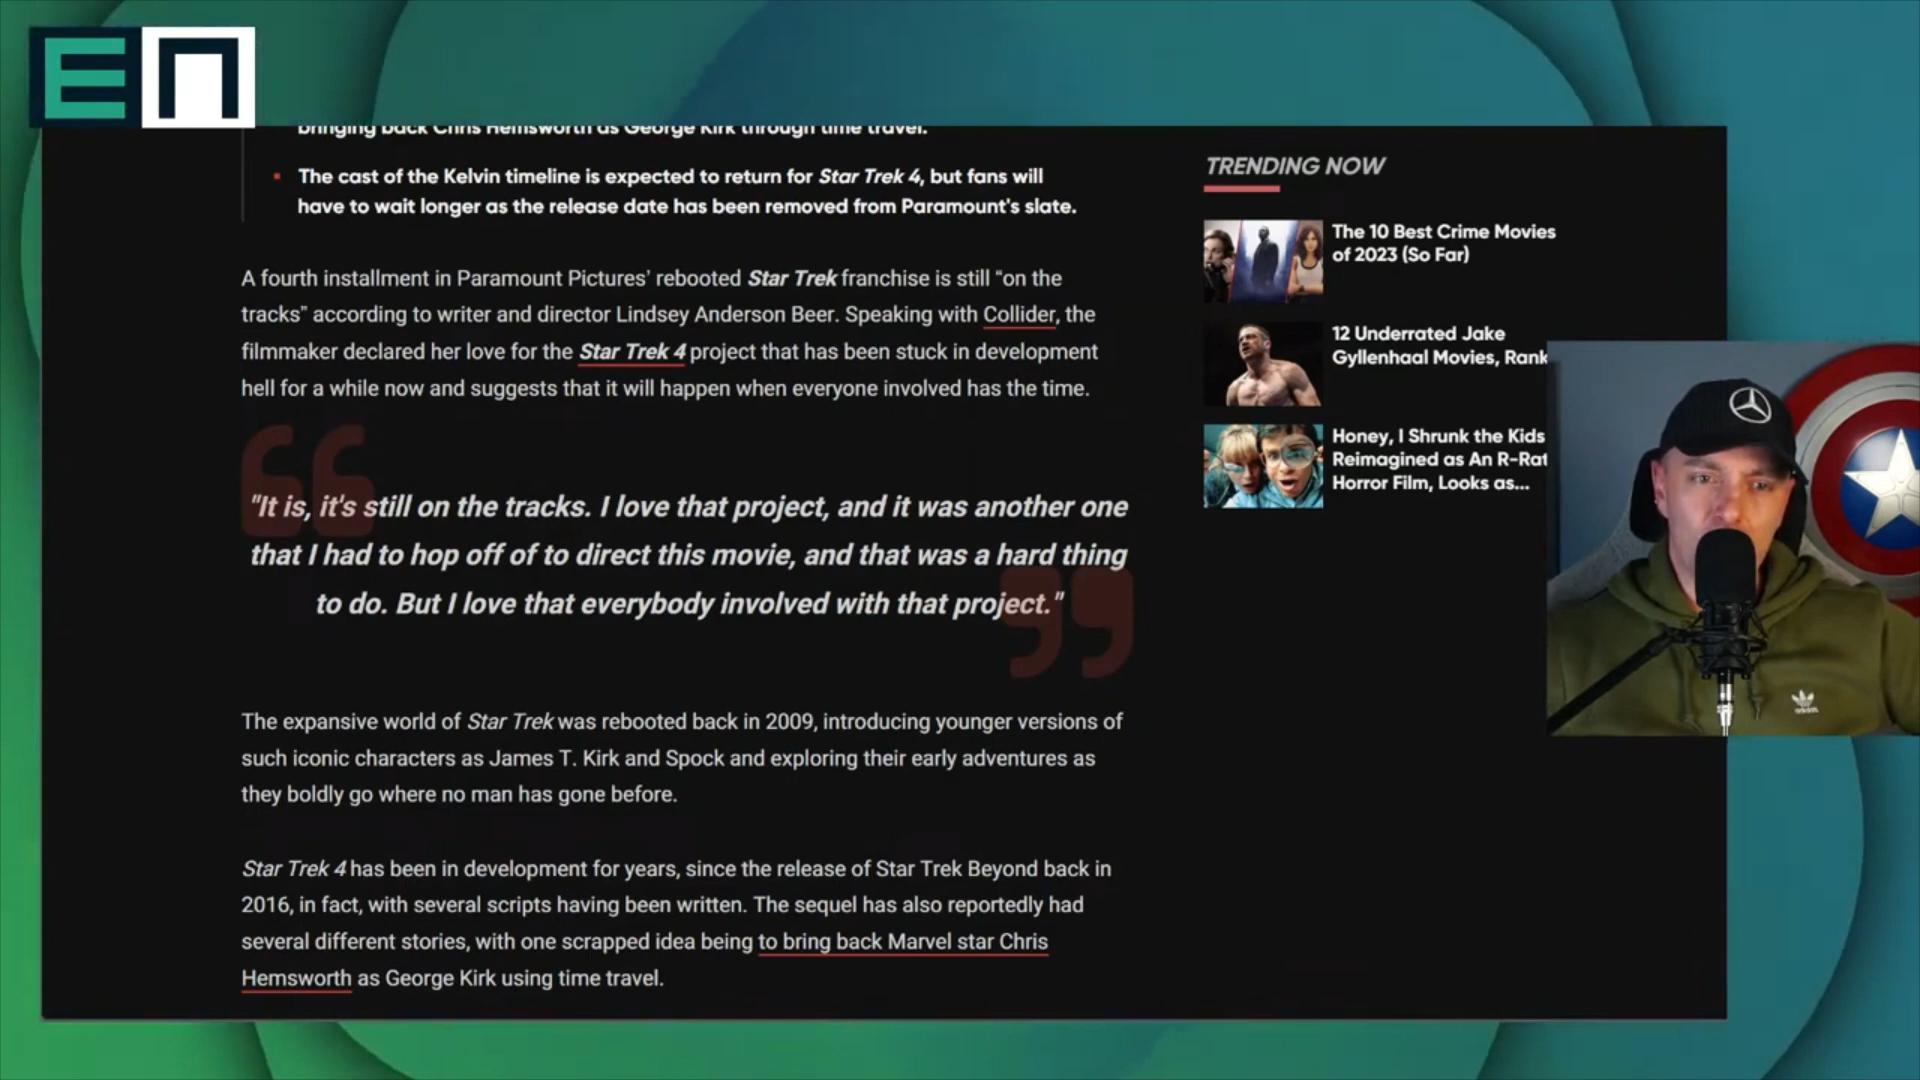 EN
bringing back Chris Hemsworth as George Kirk through time travel.
The cast of the Kelvin timeline is expected to return for Star Trek 4, but fans will
have to wait longer as the release date has been removed from Paramount's slate.
A fourth installment in Paramount Pictures’ rebooted Star Trek franchise is still “on the
tracks” according to writer and director Lindsey Anderson Beer. Speaking with Collider, the
filmmaker declared her love for the Star Trek 4 project that has been stuck in development
hell for a while now and suggests that it will happen when everyone involved has the time.
"It is, it's still on the tracks. I love that project, and it was another one
that I had to hop off of to direct this movie, and that was a hard thing
to do. But I love that everybody involved with that project."
The expansive world of Star Trek was rebooted back in 2009, introducing younger versions of
such iconic characters as James T. Kirk and Spock and exploring their early adventures as
they boldly go where no man has gone before.
Star Trek 4 has been in development for years, since the release of Star Trek Beyond back in
2016, in fact, with several scripts having been written. The sequel has also reportedly had
several different stories, with one scrapped idea being to bring back Marvel star Chris
Hemsworth as George Kirk using time travel.
TRENDING NOW
The 10 Best Crime Movies
of 2023 (So Far)
12 Underrated Jake
Gyllenhaal Movies, Rank
Honey, I Shrunk the Kids
Reimagined as An R-Rat
Horror Film, Looks as...
adidas